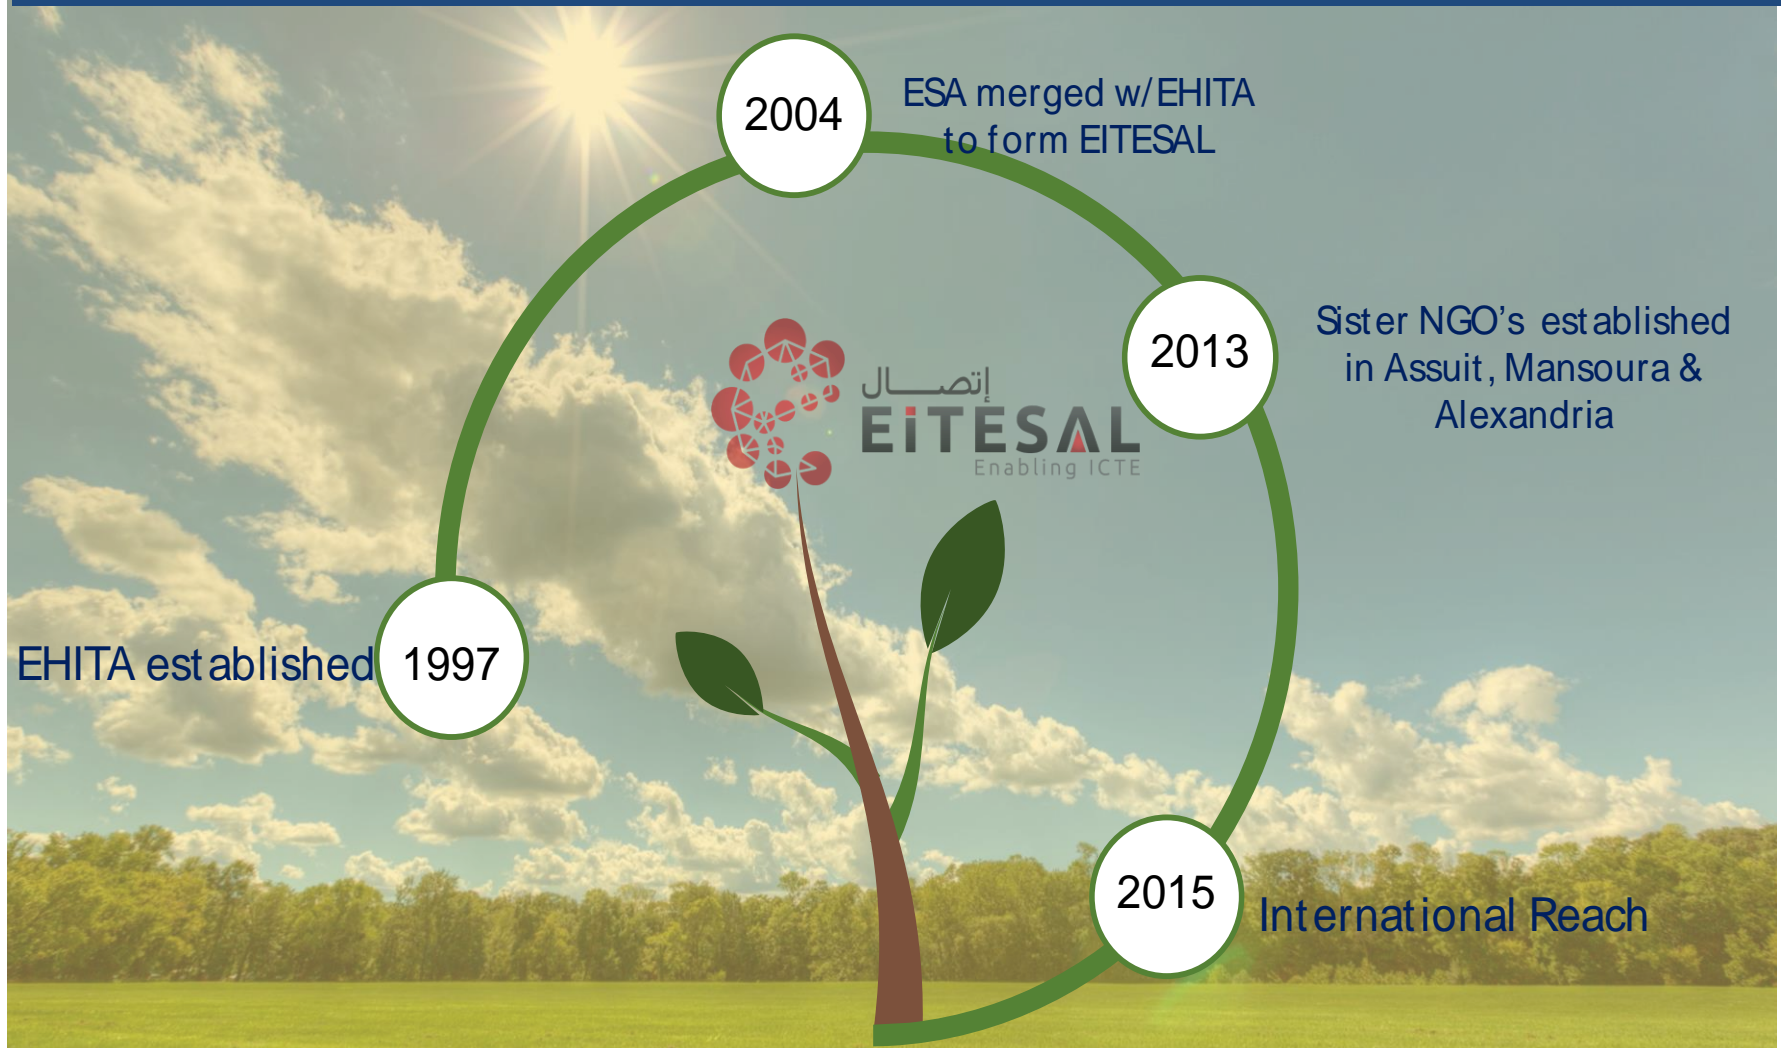 2004
ESA merged w/EHITA
to form EITESAL
2013
Sister NGO's established
in Assuit, Mansoura &
Alexandria
إتصال
EiTESAL
Enabling ICTE
EHITA established
1997
2015
International Reach